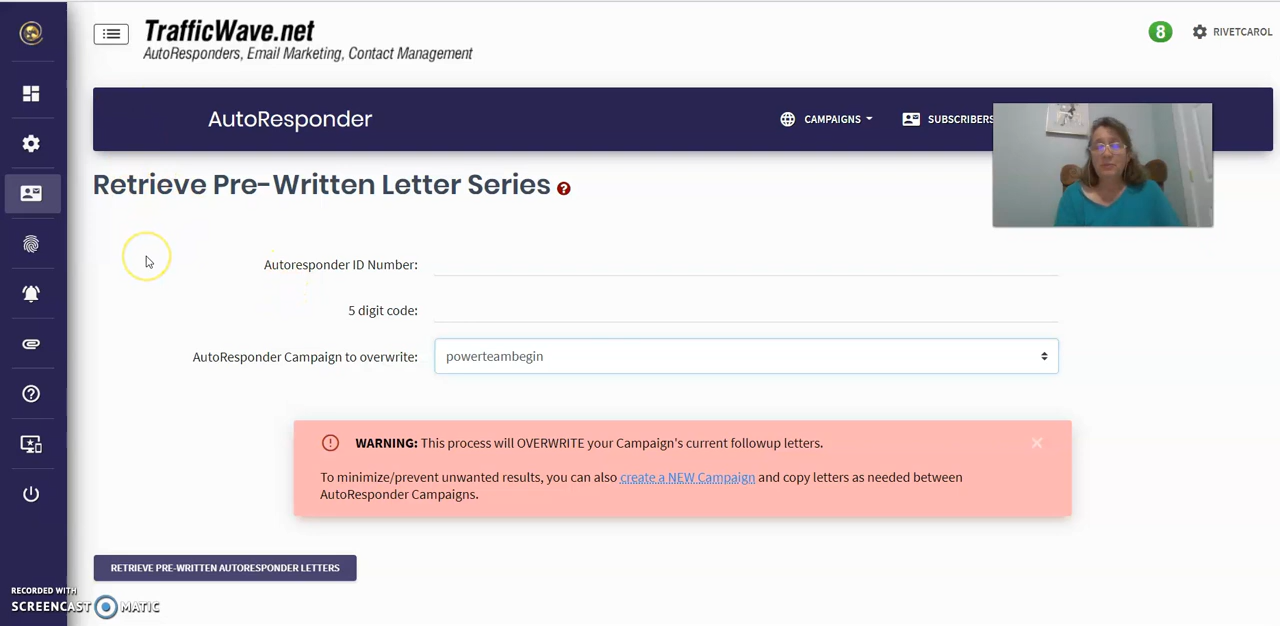 TrafficWave.net
AutoResponders, Email Marketing, Contact Management
8
RIVETCAROL
AutoResponder
CAMPAIGNS
SUBSCRIBERS
Retrieve Pre-Written Letter Series ?
Autoresponder ID Number:
5 digit code:
AutoResponder Campaign to overwrite:
powerteambegin
WARNING: This process will OVERWRITE your Campaign's current followup letters.
To minimize/prevent unwanted results, you can also create a NEW Campaign and copy letters as needed between
AutoResponder Campaigns.
RETRIEVE PRE-WRITTEN AUTORESPONDER LETTERS
RECORDED WITH
SCREENCAST MATIC